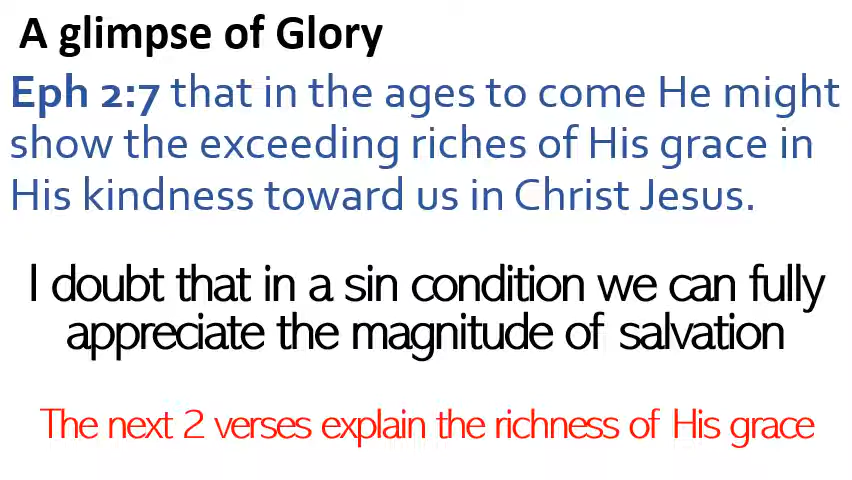 A glimpse of Glory
Eph 2:7 that in the ages to come He might
show the exceeding riches of His grace in
His kindness toward us in Christ Jesus.
I doubt that in a sin condition we can fully
appreciate the magnitude of salvation
The next 2 verses explain the richness of His grace